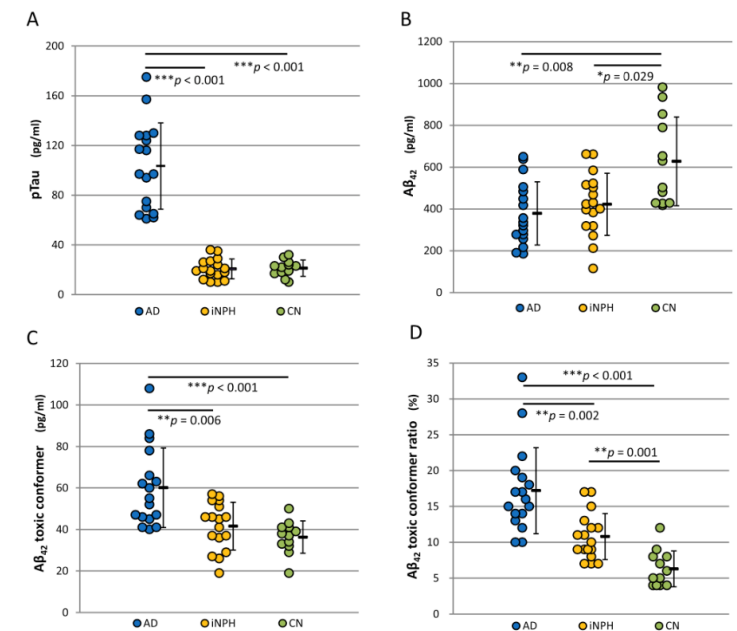 A
pTau (pg/ml)
200
160
120
80
40
0
***p < 0.001
***p < 0.001
AD
iNPH
CN
B
Aβ42 (pg/ml)
1200
1000
800
600
400
200
0
**p = 0.008
*p = 0.029
AD
iNPH
CN
C
Aβ42 toxic conformer (pg/ml)
120
100
80
60
40
20
0
***p < 0.001
**p = 0.006
AD
iNPH
CN
D
Aβ42 toxic conformer ratio (%)
35
30
25
20
15
10
5
0
***p < 0.001
**p = 0.002
**p = 0.001
AD
iNPH
CN